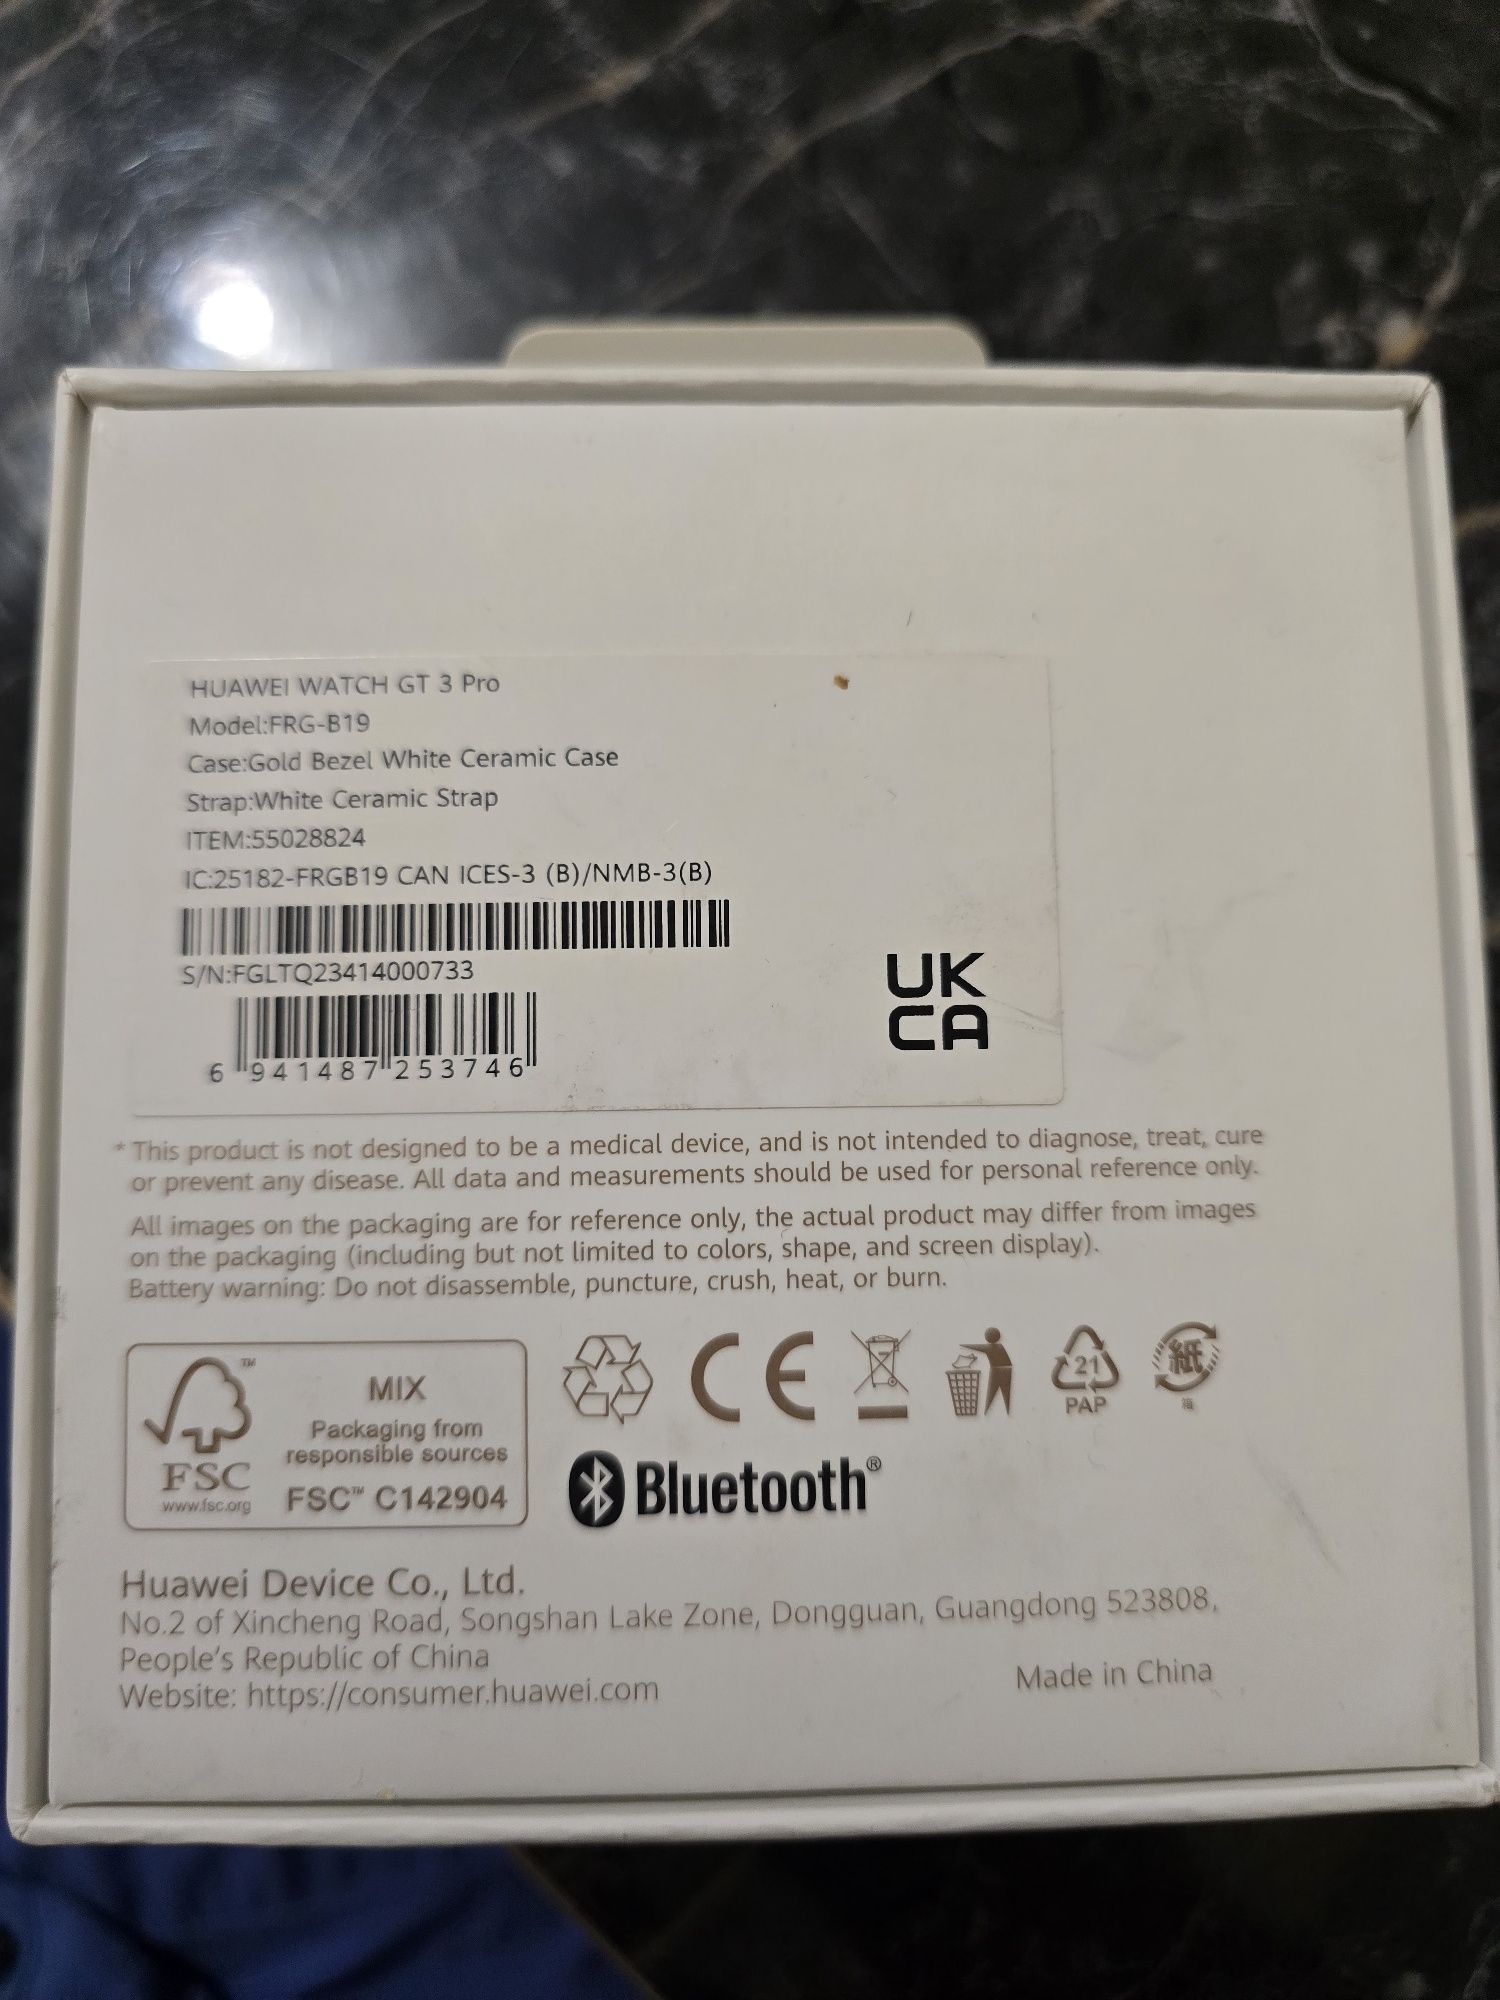 HUAWEI WATCH GT 3 Pro
Model:FRG-B19
Case:Gold Bezel White Ceramic Case
Strap:White Ceramic Strap
ITEM:55028824
IC:25182-FRGB19 CAN ICES-3 (B)/NMB-3(B)
S/N:FGLTQ23414000733
6 941487 253746
UK
CA
* This product is not designed to be a medical device, and is not intended to diagnose, treat, cure
or prevent any disease. All data and measurements should be used for personal reference only.
All images on the packaging are for reference only, the actual product may differ from images
on the packaging (including but not limited to colors, shape, and screen display).
Battery warning: Do not disassemble, puncture, crush, heat, or burn.
™
FSC
www.fsc.org
MIX
Packaging from
responsible sources
FSC™ C142904
CE
21
PAP
紙
箱
Bluetooth®
Huawei Device Co., Ltd.
No.2 of Xincheng Road, Songshan Lake Zone, Dongguan, Guangdong 523808,
People's Republic of China
Website: https://consumer.huawei.com
Made in China